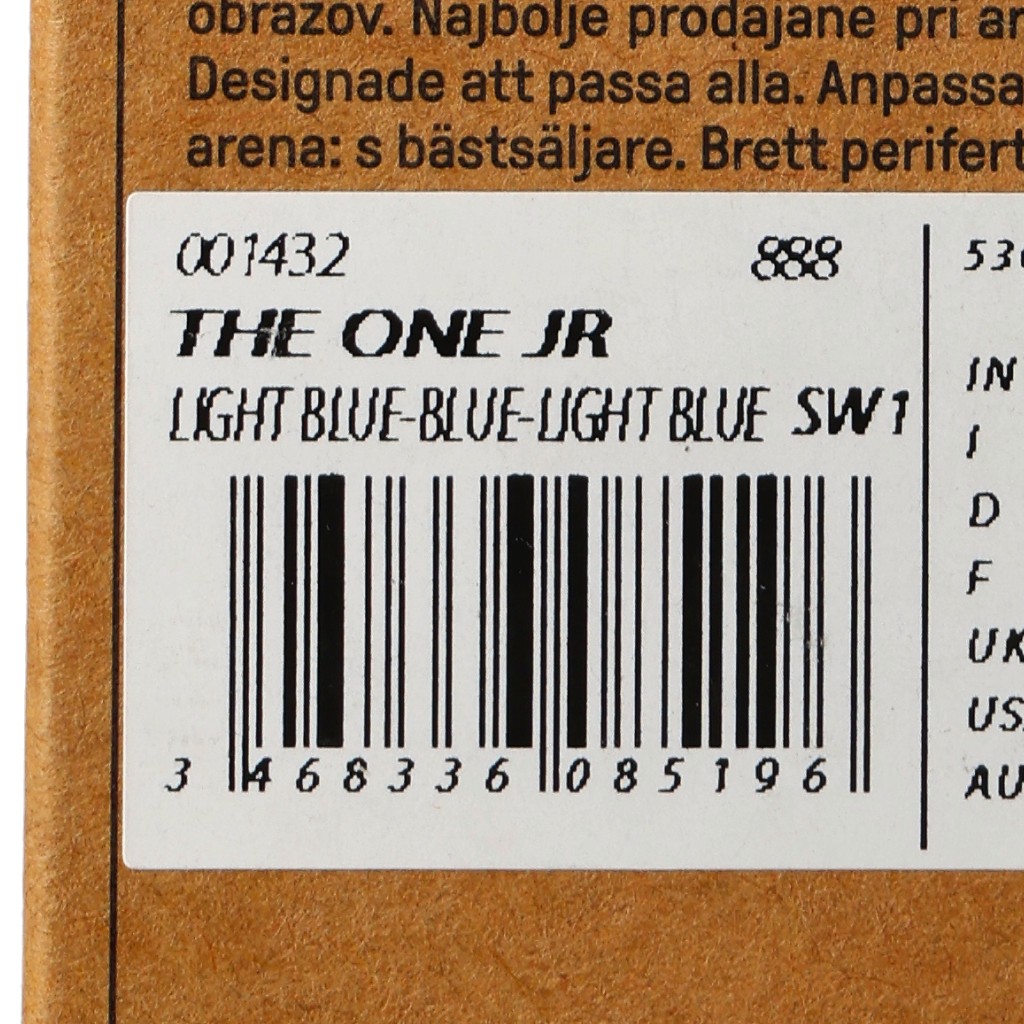 obrazov. Najbolje prodajane pri
Designade att passa alla. Anpassa
arena: s bästsäljare. Brett perifert
001432 888
THE ONE JR
LIGHT BLUE-BLUE-LIGHT BLUE SW1
3 468336 085196
IN
I
D
F
UK
US
AU